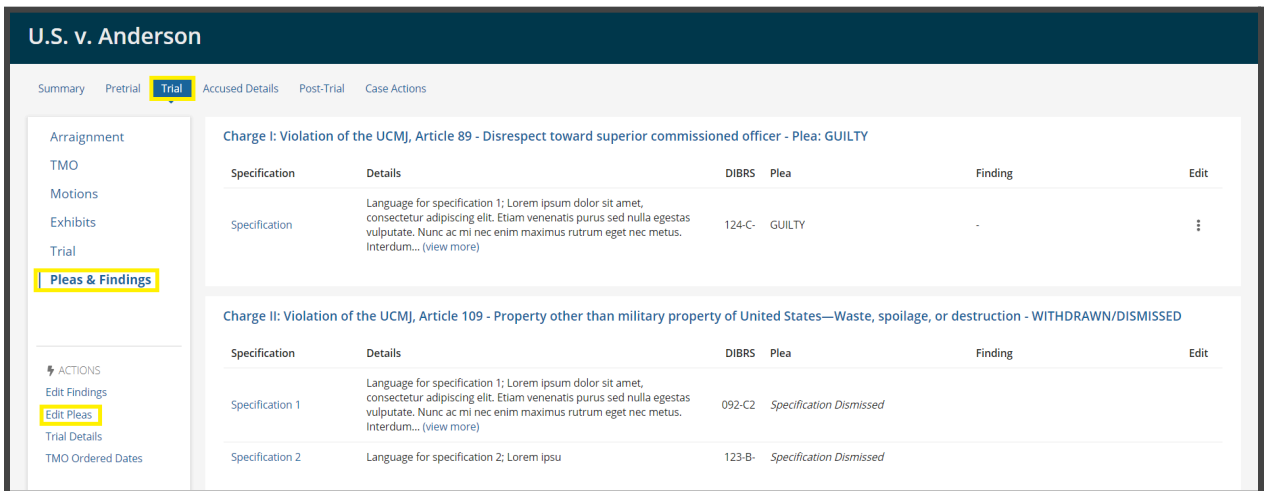 U.S. v. Anderson
Summary Pretrial Trial Accused Details Post-Trial Case Actions
Arraignment
TMO
Motions
Exhibits
Trial
Pleas & Findings
ACTIONS
Edit Findings
Edit Pleas
Trial Details
TMO Ordered Dates
Charge I: Violation of the UCMJ, Article 89 - Disrespect toward superior commissioned officer - Plea: GUILTY
Specification Details DIBRS Plea Finding Edit
Language for specification 1; Lorem ipsum dolor sit amet,
consectetur adipiscing elit. Etiam venenatis purus sed nulla egestas
Specification vulputate. Nunc ac mi nec enim maximus rutrum eget nec metus. 124-C- GUILTY -
Interdum... (view more)
Charge II: Violation of the UCMJ, Article 109 - Property other than military property of United States—Waste, spoilage, or destruction - WITHDRAWN/DISMISSED
Specification Details DIBRS Plea Finding Edit
Language for specification 1; Lorem ipsum dolor sit amet,
consectetur adipiscing elit. Etiam venenatis purus sed nulla egestas
Specification 1 vulputate. Nunc ac mi nec enim maximus rutrum eget nec metus. 092-C2 Specification Dismissed
Interdum... (view more)
Specification 2 Language for specification 2; Lorem ipsu 123-B- Specification Dismissed